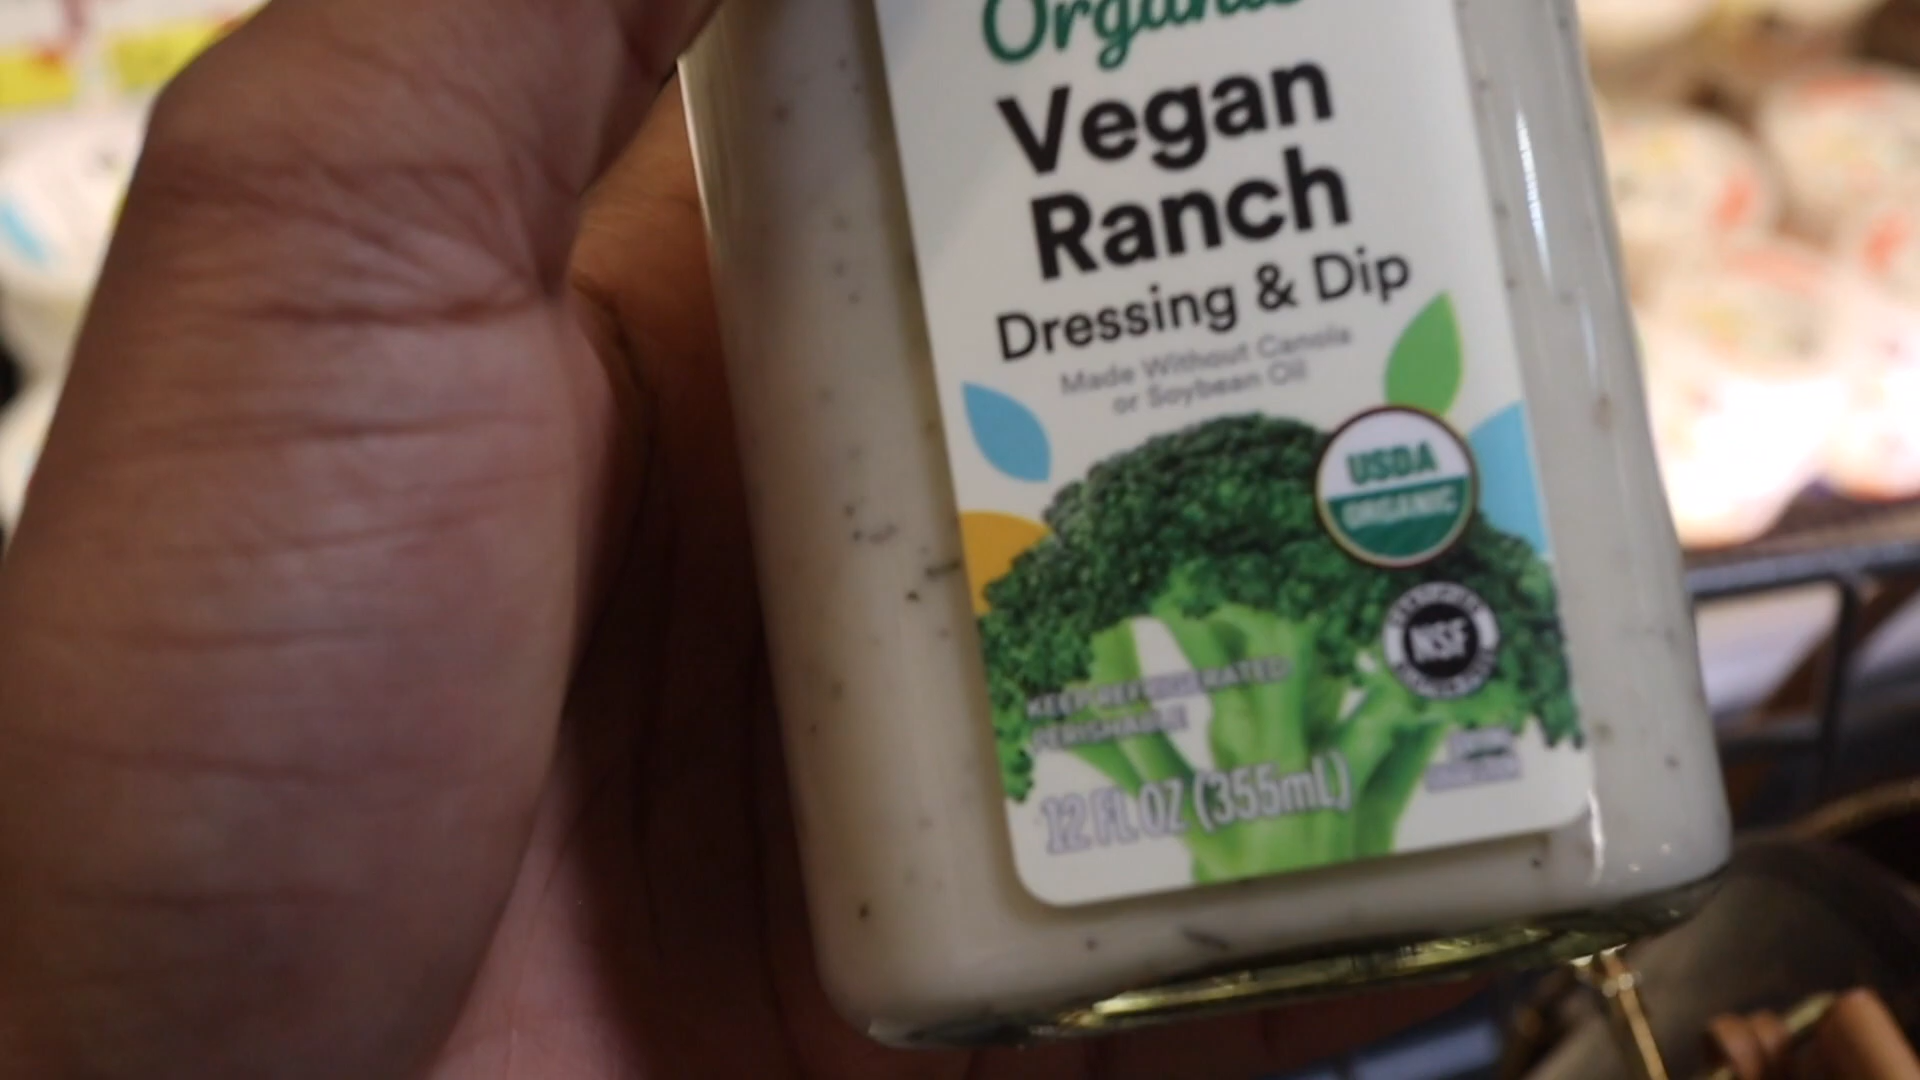 Organic
Vegan
Ranch
Dressing & Dip
Made Without Canola
or Soybean Oil
USDA
ORGANIC
NSF
KEEP REFRIGERATED
PERISHABLE
12 FL OZ (355mL)